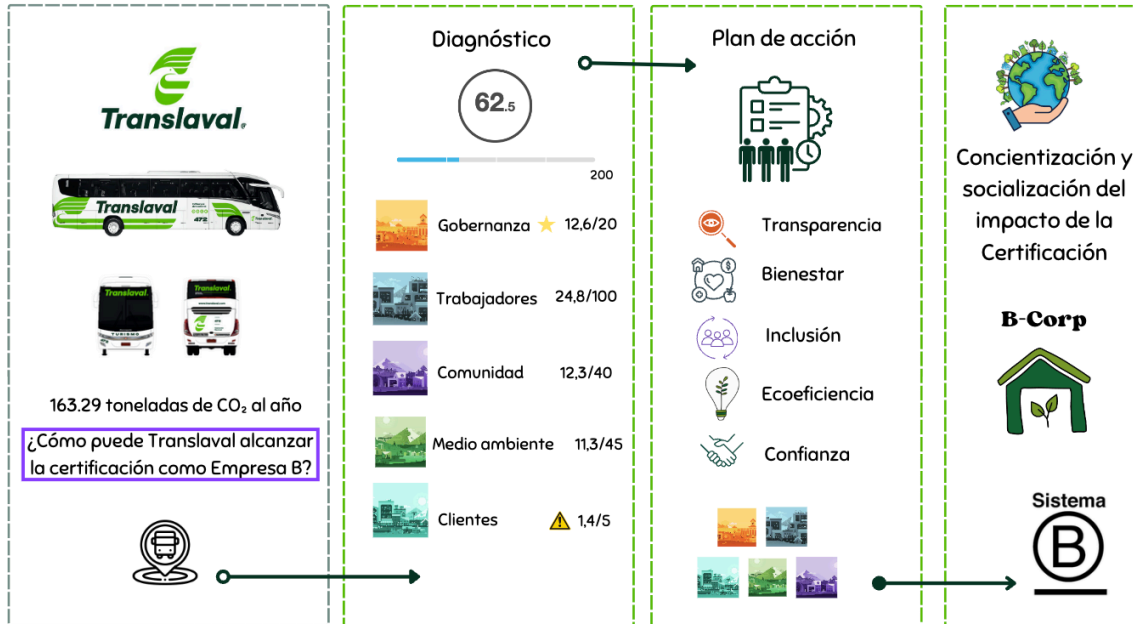 Translaval
Translaval
472
Translaval
TURISMO
Translaval
163.29 toneladas de CO₂ al año
¿Cómo puede Translaval alcanzar
la certificación como Empresa B?
Diagnóstico
62.5
200
Gobernanza 12,6/20
Trabajadores 24,8/100
Comunidad 12,3/40
Medio ambiente 11,3/45
Clientes 1,4/5
Plan de acción
Transparencia
Bienestar
Inclusión
Ecoeficiencia
Confianza
Concientización y
socialización del
impacto de la
Certificación
B-Corp
Sistema
B